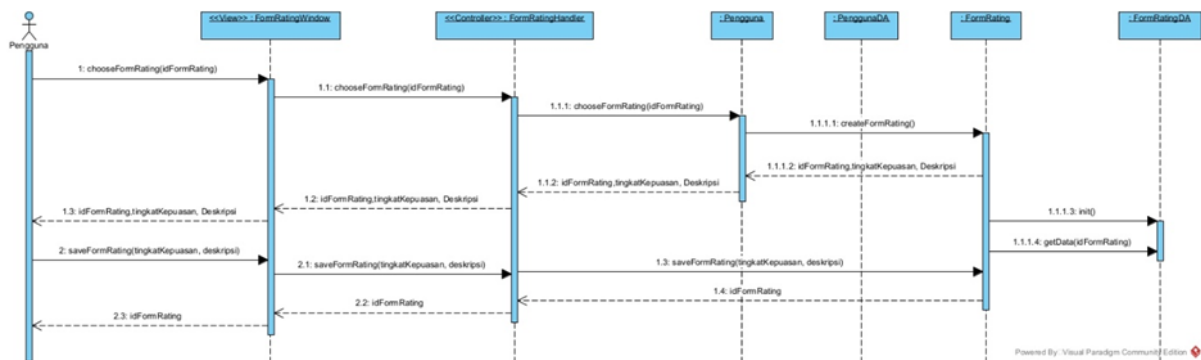 <<View>> : FormRatingWindow
<<Controller>> : FormRatingHandler
: Pengguna
: PenggunaDA
: FormRating
: FormRatingDA
Pengguna
1: chooseFormRating(idFormRating)
1.1: chooseFormRating(idFormRating)
1.1.1: chooseFormRating(idFormRating)
1.1.1.1: createFormRating()
1.1.1.2: idFormRating,tingkatKepuasan, Deskripsi
1.1.2: idFormRating,tingkatKepuasan, Deskripsi
1.2: idFormRating,tingkatKepuasan, Deskripsi
1.3: idFormRating,tingkatKepuasan, Deskripsi
1.1.1.3: init()
1.1.1.4: getData(idFormRating)
2: saveFormRating(tingkatKepuasan, deskripsi)
2.1: saveFormRating(tingkatKepuasan, deskripsi)
1.3: saveFormRating(tingkatKepuasan, deskripsi)
1.4: idFormRating
2.2: idFormRating
2.3: idFormRating
Powered By: Visual Paradigm Community Edition